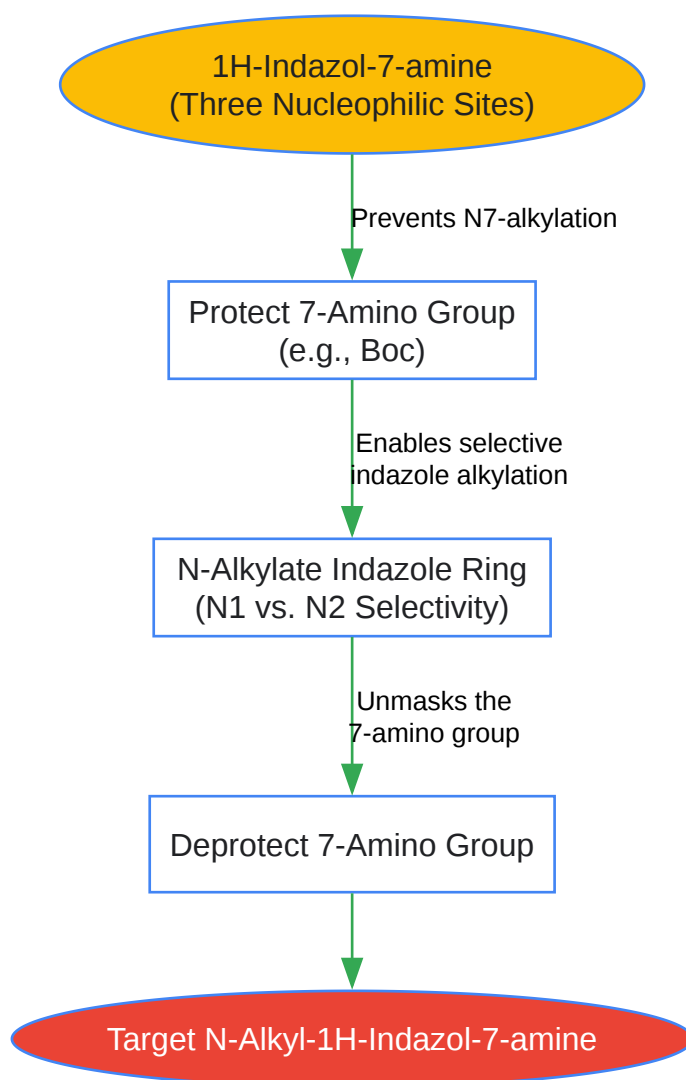 1H-Indazol-7-amine
(Three Nucleophilic Sites)
Prevents N7-alkylation
Protect 7-Amino Group
(e.g., Boc)
Enables selective
indazole alkylation
N-Alkylate Indazole Ring
(N1 vs. N2 Selectivity)
Unmasks the
7-amino group
Deprotect 7-Amino Group
Target N-Alkyl-1H-Indazol-7-amine